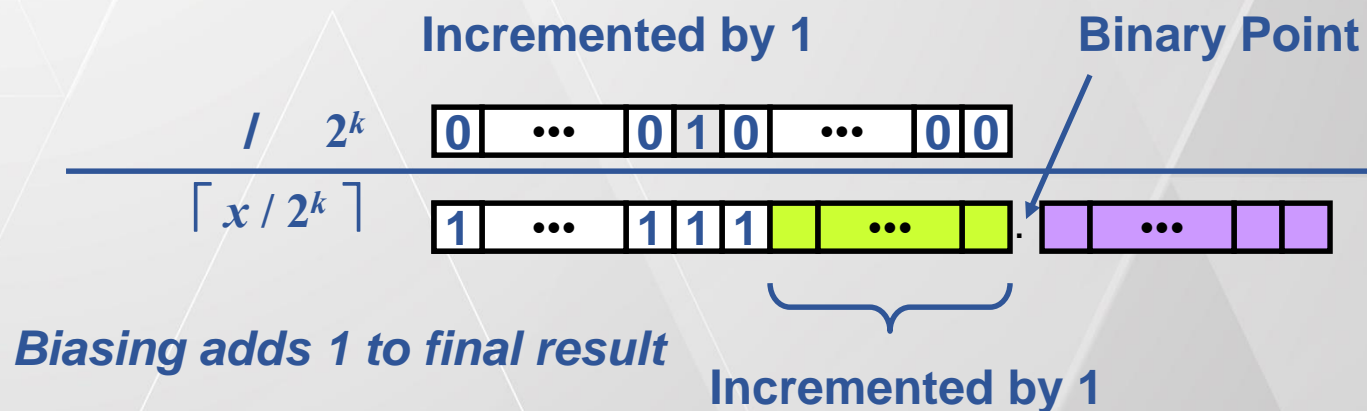 Incremented by 1 Binary Point
/ 2ᵏ 0 ••• 0 1 0 ••• 0 0
⌈ x / 2ᵏ ⌉ 1 ••• 1 1 1 ••• . •••
Biasing adds 1 to final result
Incremented by 1